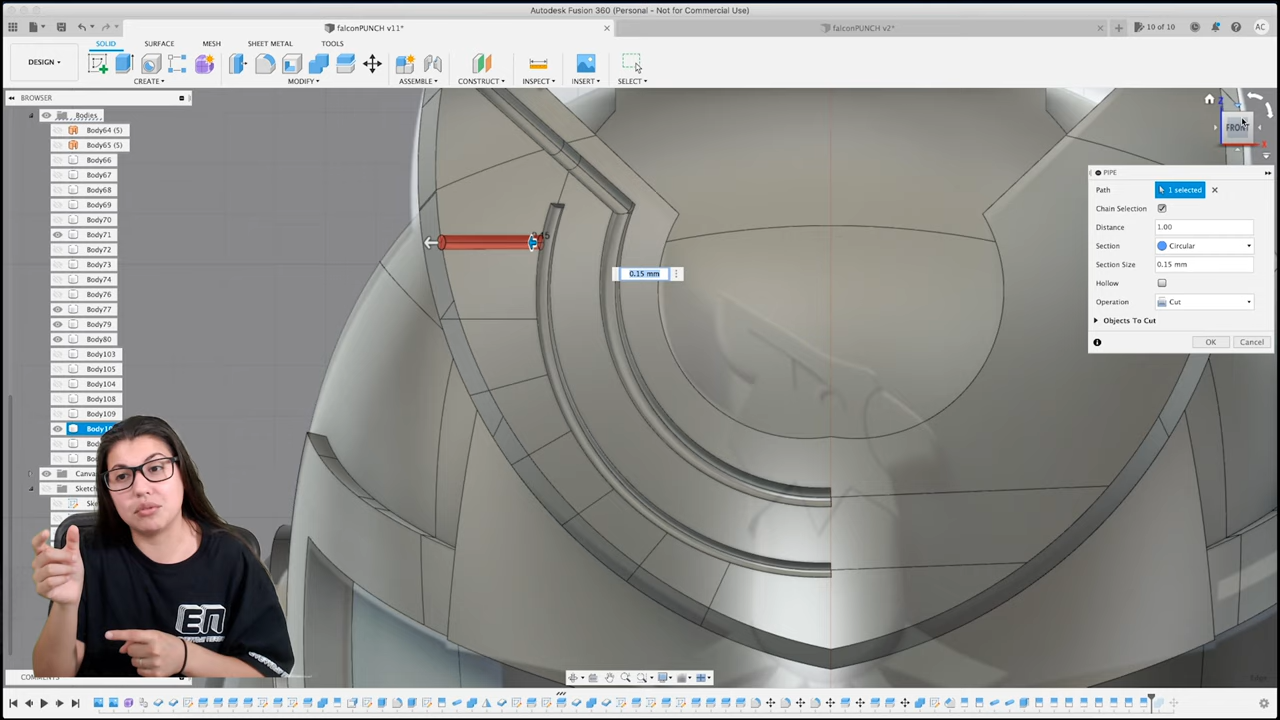 Autodesk Fusion 360 (Personal - Not for Commercial Use)
falconPUNCH v11*
falconPUNCH v2*
10 of 10
AC
DESIGN
SOLID
SURFACE
MESH
SHEET METAL
TOOLS
CREATE
MODIFY
ASSEMBLE
CONSTRUCT
INSPECT
INSERT
SELECT
BROWSER
Bodies
Body64 (5)
Body65 (5)
Body66
Body67
Body68
Body69
Body70
Body71
Body72
Body73
Body74
Body76
Body77
Body79
Body80
Body103
Body105
Body104
Body108
Body109
Z
FRONT
X
PIPE
Path
1 selected
Chain Selection
Distance
1.00
Section
Circular
Section Size
0.15 mm
Hollow
Operation
Cut
Objects To Cut
OK
Cancel
0.15 mm
EN
COMMENTS
Edge